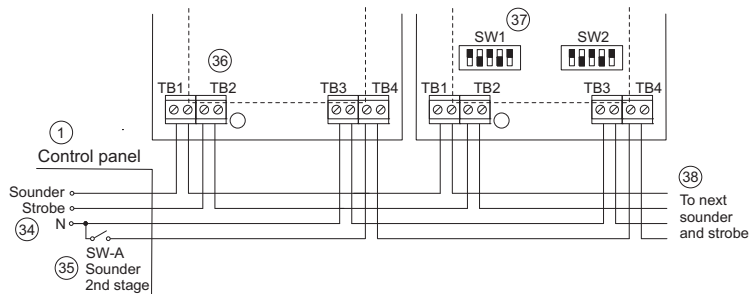 37
SW1 SW2
36
TB1 TB2 TB3 TB4 TB1 TB2 TB3 TB4
1
Control panel
Sounder
Strobe
N
34
35
SW-A
Sounder
2nd stage
38
To next
sounder
and strobe